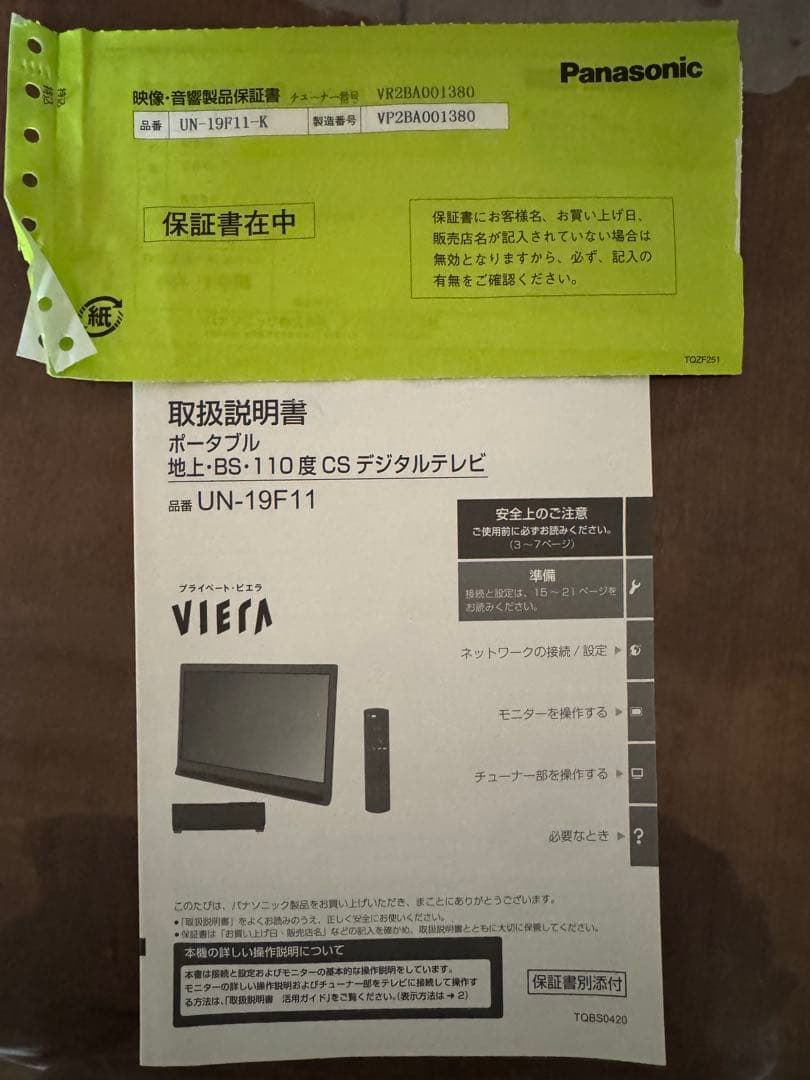 Panasonic
映像・音響製品保証書 チューナー番号 VR2BA001380
品番 UN-19F11-K 製造番号 VP2BA001380
保証書在中
保証書にお客様名、お買い上げ日、
販売店名が記入されていない場合は
無効となりますから、必ず、記入の
有無をご確認ください。
紙
TQZF251
取扱説明書
ポータブル
地上・BS・110度CSデジタルテレビ
品番 UN-19F11
安全上のご注意
ご使用前に必ずお読みください。
(3～7ページ)
準備
接続と設定は、15～21ページを
お読みください。
プライベート・ビエラ
VIERA
ネットワークの接続/設定
モニターを操作する
チューナー部を操作する
必要なとき ?
このたびは、パナソニック製品をお買い上げいただき、まことにありがとうございます。
●「取扱説明書」をよくお読みのうえ、正しく安全にお使いください。
●保証書は「お買い上げ日・販売店名」などの記入を確かめ、取扱説明書とともに大切に保管してください。
本機の詳しい操作説明について
本書は接続と設定およびモニターの基本的な操作説明をしています。
モニターの詳しい操作説明およびチューナー部をテレビに接続して操作す
る方法は、「取扱説明書 活用ガイド」をご覧ください。(表示方法は➔2)
保証書別添付
TQBS0420